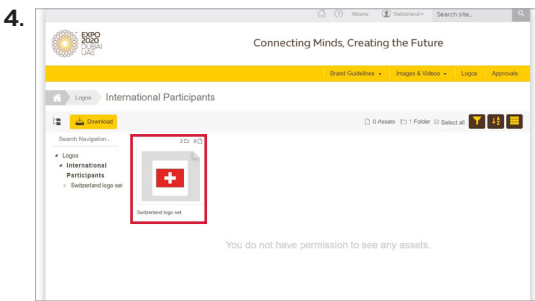 4.
Albums Switzerland Search site...
EXPO
2020
DUBAI
UAE
Connecting Minds, Creating the Future
Brand Guidelines Images & Videos Logos Approvals
Logos International Participants
Download 0 Assets 1 Folder Select all
Search Navigation...
2 0
Logos
International
Participants
Switzerland logo set
Switzerland logo set
You do not have permission to see any assets.